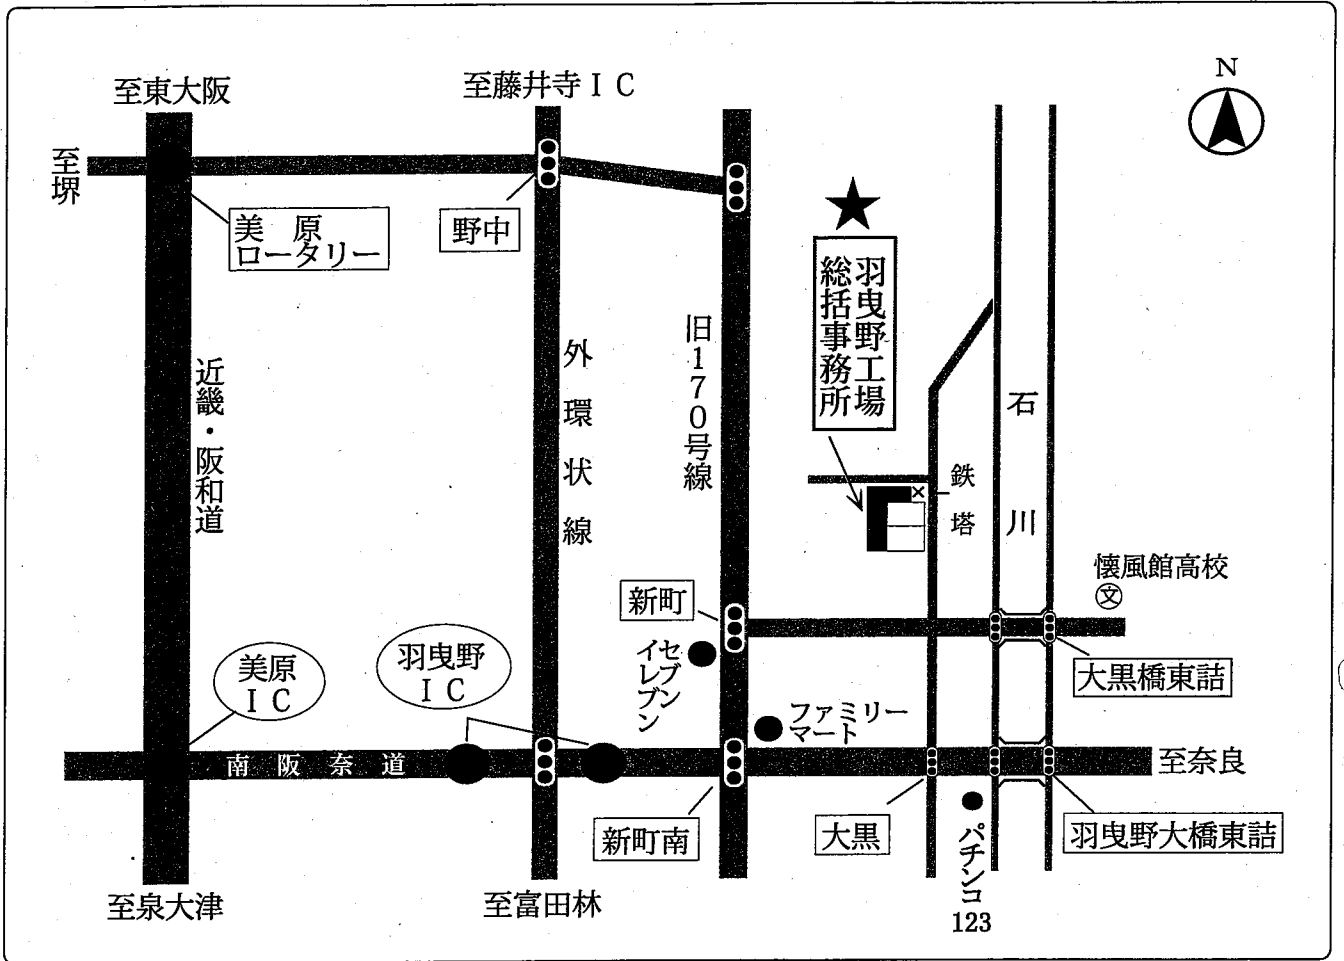 N
至東大阪
至藤井寺IC
至堺
美 原
ロータリー
野中
羽曳野工場
総括事務所
旧170号線
外環状線
近畿・阪和道
石川
鉄塔
懐風館高校
文
新町
セブン
イレブン
大黒橋東詰
美原
IC
羽曳野
IC
ファミリー
マート
南阪奈道
至奈良
新町南
大黒
パチンコ
123
羽曳野大橋東詰
至泉大津
至富田林